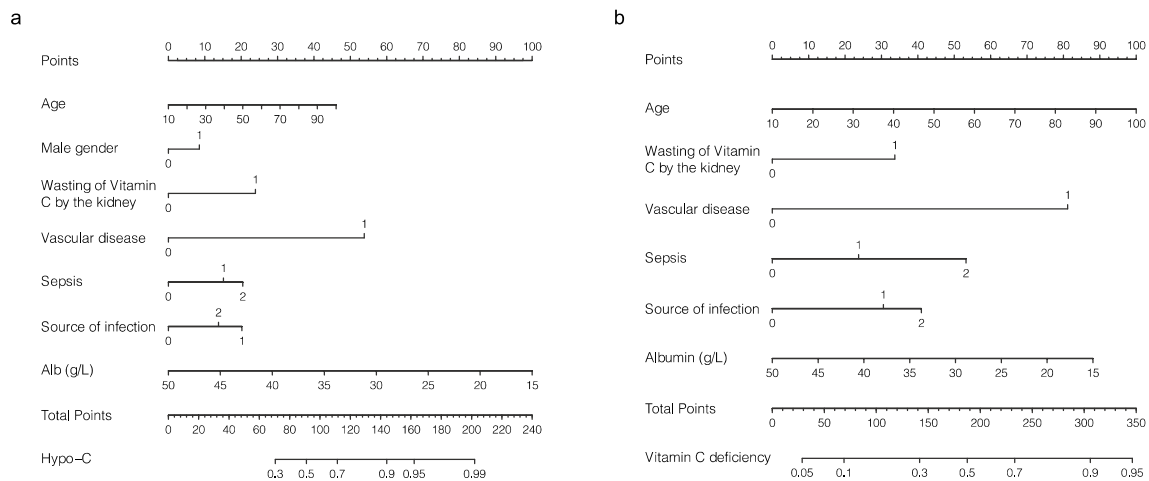 a
0 10 20 30 40 50 60 70 80 90 100
Points
Age
10 30 50 70 90
Male gender
1
0
Wasting of Vitamin
C by the kidney
1
0
Vascular disease
1
0
Sepsis
1
0 2
Source of infection
2
0 1
Alb (g/L)
50 45 40 35 30 25 20 15
Total Points
0 20 40 60 80 100 120 140 160 180 200 220 240
Hypo–C
0.3 0.5 0.7 0.9 0.95 0.99
b
0 10 20 30 40 50 60 70 80 90 100
Points
Age
10 20 30 40 50 60 70 80 90 100
Wasting of Vitamin
C by the kidney
1
0
Vascular disease
1
0
Sepsis
1
0 2
Source of infection
1
0 2
Albumin (g/L)
50 45 40 35 30 25 20 15
Total Points
0 50 100 150 200 250 300 350
Vitamin C deficiency
0.05 0.1 0.3 0.5 0.7 0.9 0.95